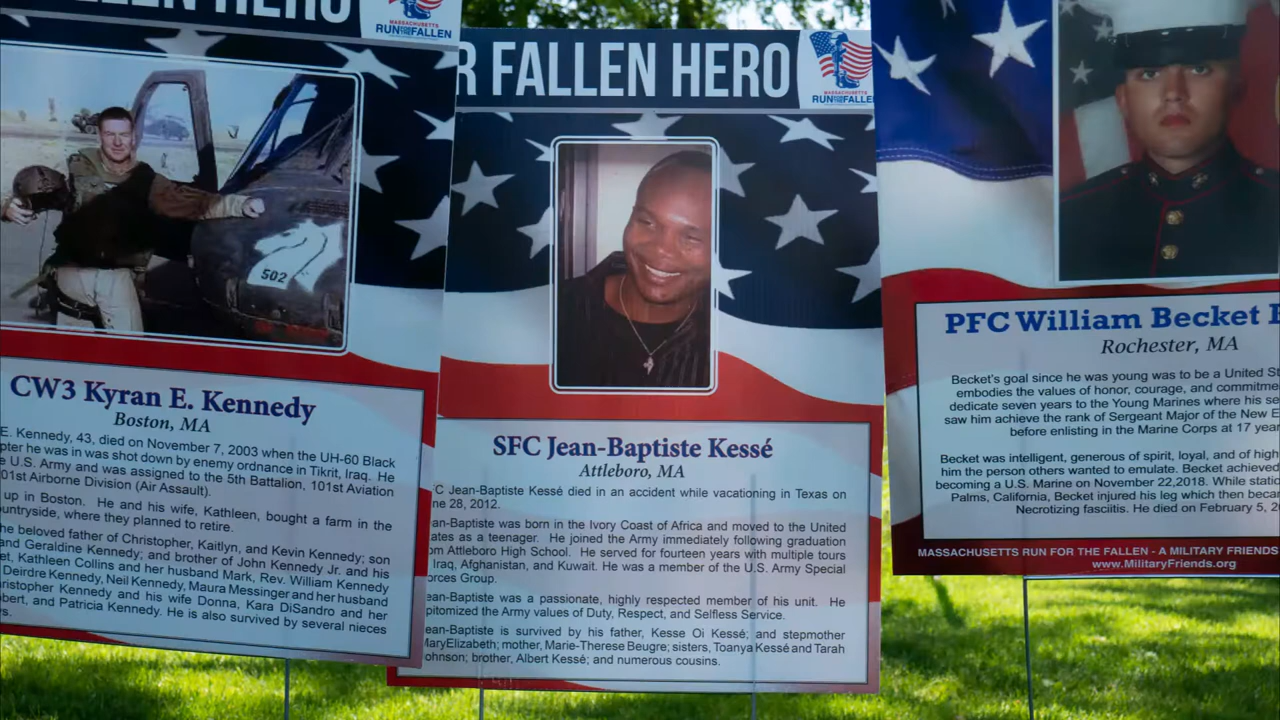 FALLEN HERO
MASSACHUSETTS
RUN FOR THE FALLEN
502
CW3 Kyran E. Kennedy
Boston, MA
E. Kennedy, 43, died on November 7, 2003 when the UH-60 Black
pter he was in was shot down by enemy ordnance in Tikrit, Iraq. He
e U.S. Army and was assigned to the 5th Battalion, 101st Aviation
01st Airborne Division (Air Assault).
up in Boston. He and his wife, Kathleen, bought a farm in the
untryside, where they planned to retire.
he beloved father of Christopher, Kaitlyn, and Kevin Kennedy; son
and Geraldine Kennedy; and brother of John Kennedy Jr. and his
et, Kathleen Collins and her husband Mark, Rev. William Kennedy
Deirdre Kennedy, Neil Kennedy, Maura Messinger and her husband
ristopher Kennedy and his wife Donna, Kara DiSandro and her
bert, and Patricia Kennedy. He is also survived by several nieces
s.
R FALLEN HERO
MASSACHUSETTS
RUN FOR THE FALLEN
SFC Jean-Baptiste Kessé
Attleboro, MA
C Jean-Baptiste Kessé died in an accident while vacationing in Texas on
ne 28, 2012.
an-Baptiste was born in the Ivory Coast of Africa and moved to the United
ates as a teenager. He joined the Army immediately following graduation
om Attleboro High School. He served for fourteen years with multiple tours
Iraq, Afghanistan, and Kuwait. He was a member of the U.S. Army Special
orces Group.
ean-Baptiste was a passionate, highly respected member of his unit. He
pitomized the Army values of Duty, Respect, and Selfless Service.
ean-Baptiste is survived by his father, Kesse Oi Kessé; and stepmother
MaryElizabeth; mother, Marie-Therese Beugre; sisters, Toanya Kessé and Tarah
ohnson; brother, Albert Kessé; and numerous cousins.
PFC William Becket
Rochester, MA
Becket's goal since he was young was to be a United St
embodies the values of honor, courage, and commitme
dedicate seven years to the Young Marines where his se
saw him achieve the rank of Sergeant Major of the New E
before enlisting in the Marine Corps at 17 year
Becket was intelligent, generous of spirit, loyal, and of high
him the person others wanted to emulate. Becket achieved
becoming a U.S. Marine on November 22,2018. While statio
Palms, California, Becket injured his leg which then beca
Necrotizing fasciitis. He died on February 5, 2
MASSACHUSETTS RUN FOR THE FALLEN - A MILITARY FRIENDS
www.MilitaryFriends.org